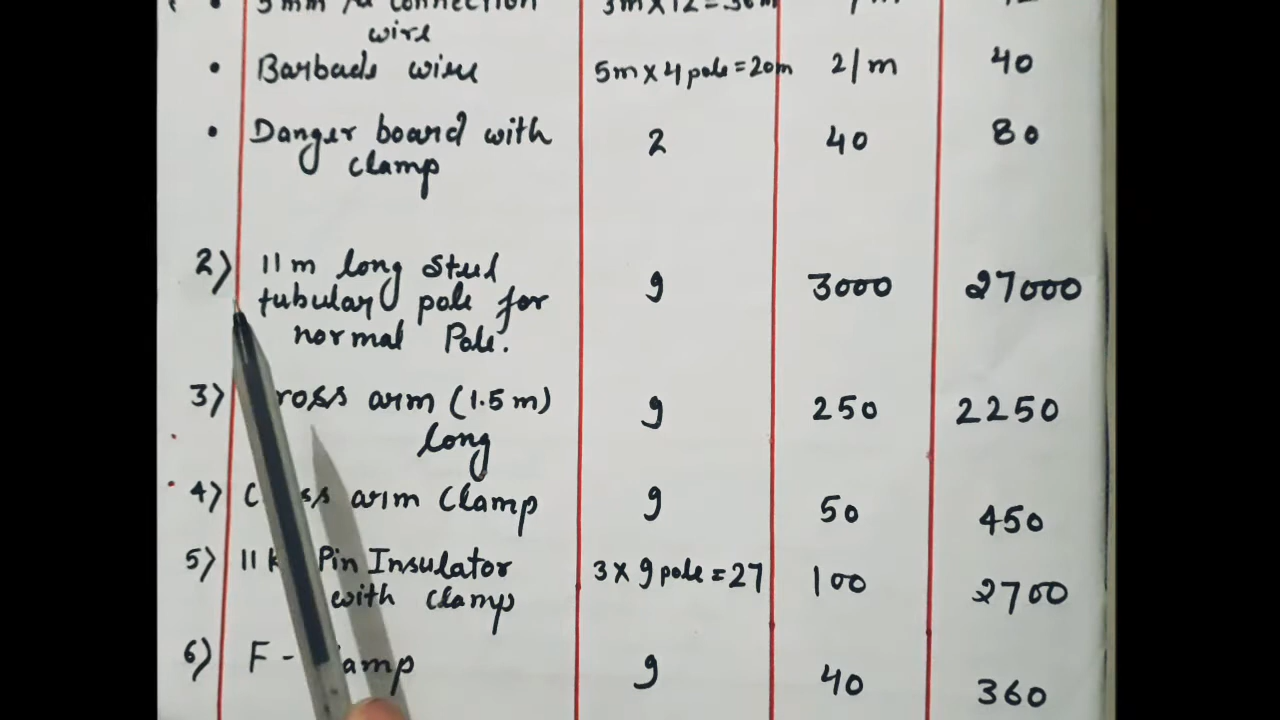 wire
• Barbade wire 5m x 4 pole = 20m 2/m 40
• Danger board with 2 40 80
clamp
2) 11m long Steel
tubular pole for 9 3000 27000
normal Pole.
3) ross arm (1.5 m) 9 250 2250
long
4) arm Clamp 9 50 450
5) 11 Pin Insulator 3 x 9 pole = 27 100 2700
with clamp
6) F - amp 9 40 360